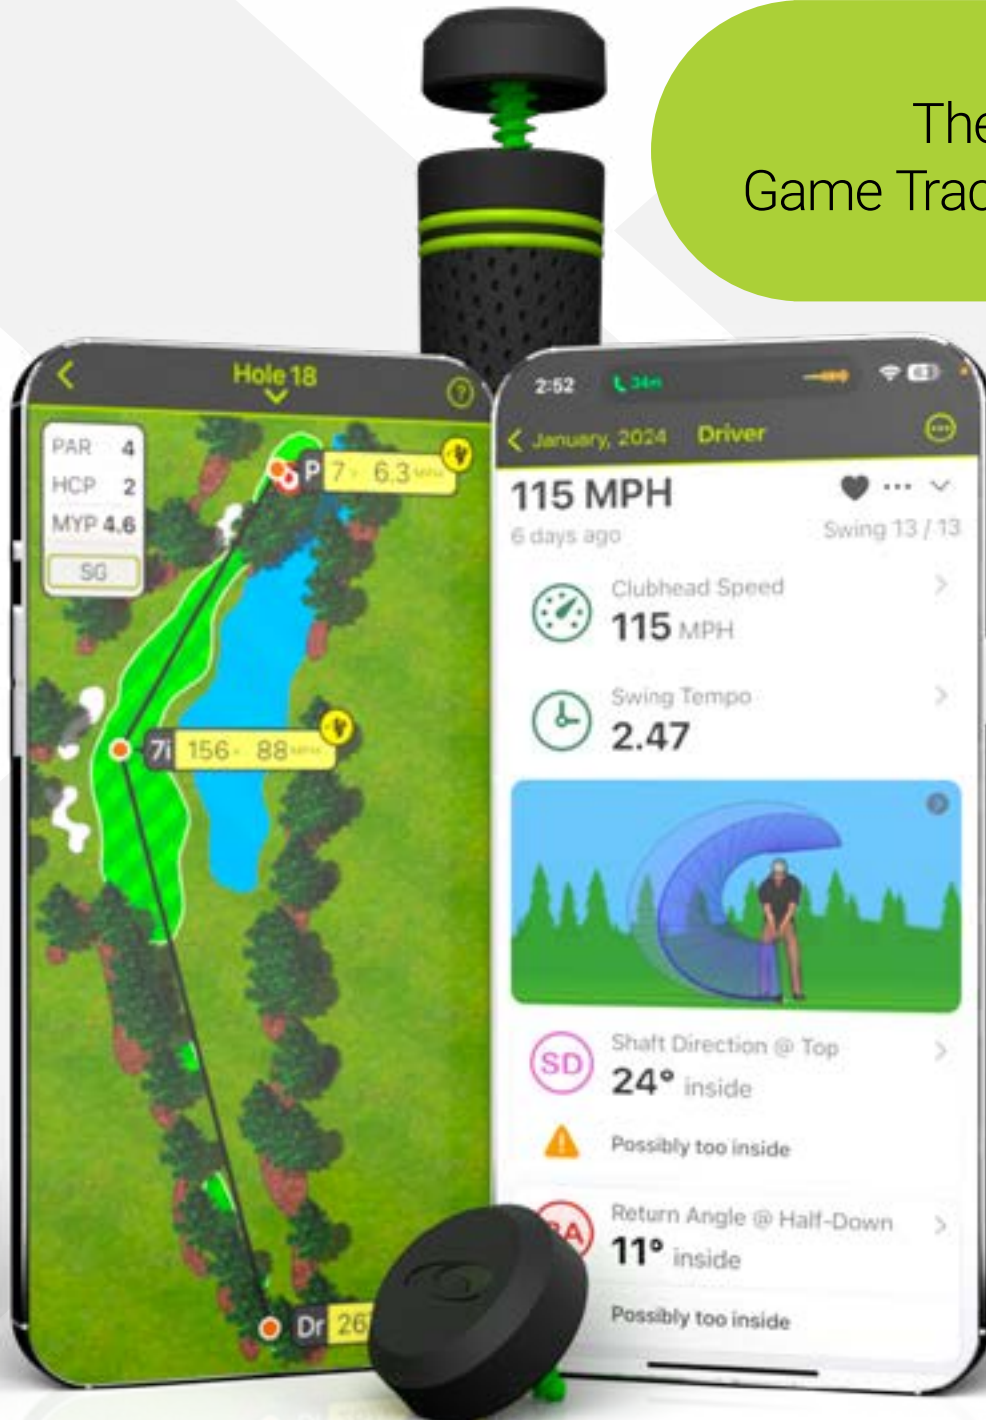 The
Game Trac
Hole 18
?
PAR 4
HCP 2
MYP 4.6
SG
P 7 6.3 MPH
7i 156 88 MPH
Dr 26
2:52
January, 2024 Driver
115 MPH
6 days ago Swing 13 / 13
Clubhead Speed
115 MPH
Swing Tempo
2.47
SD
Shaft Direction @ Top
24° inside
Possibly too inside
Return Angle @ Half-Down
11° inside
Possibly too inside